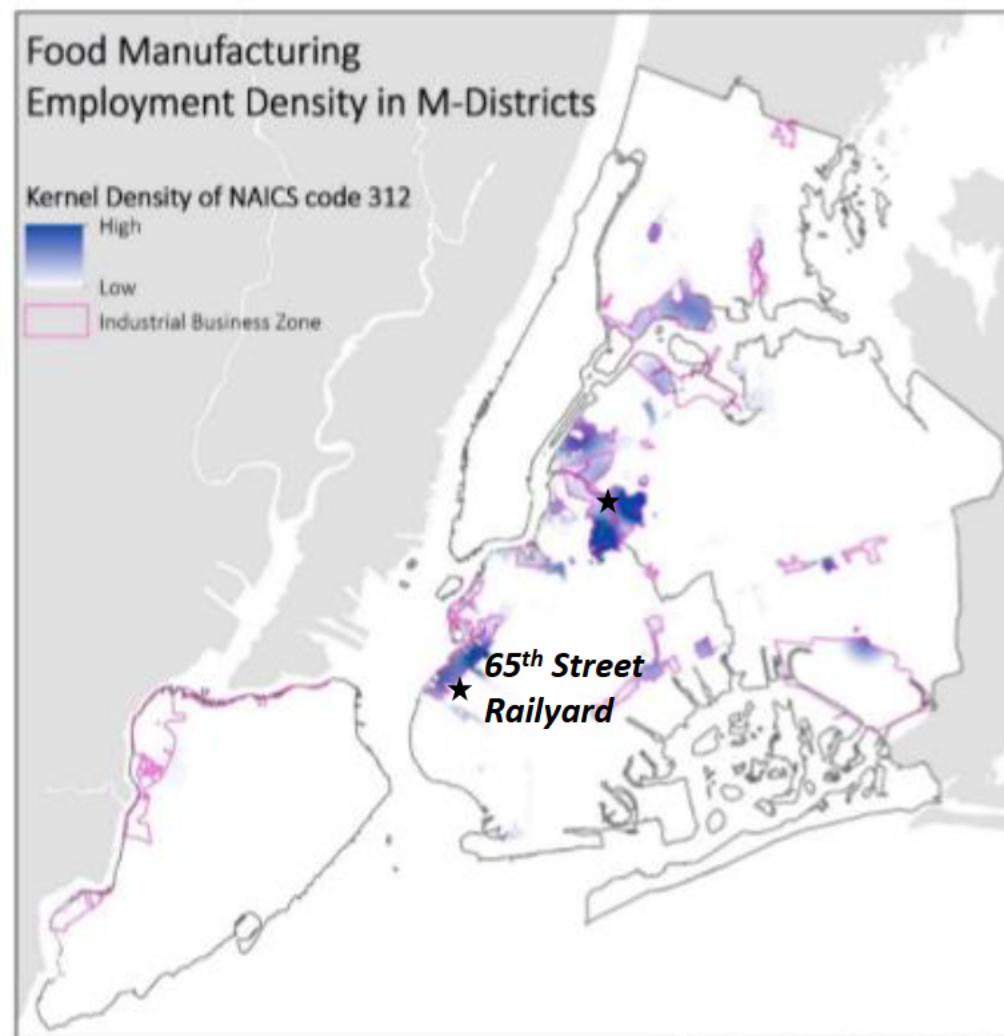 Food Manufacturing
Employment Density in M-Districts
Kernel Density of NAICS code 312
High
Low
Industrial Business Zone
65th Street
Railyard